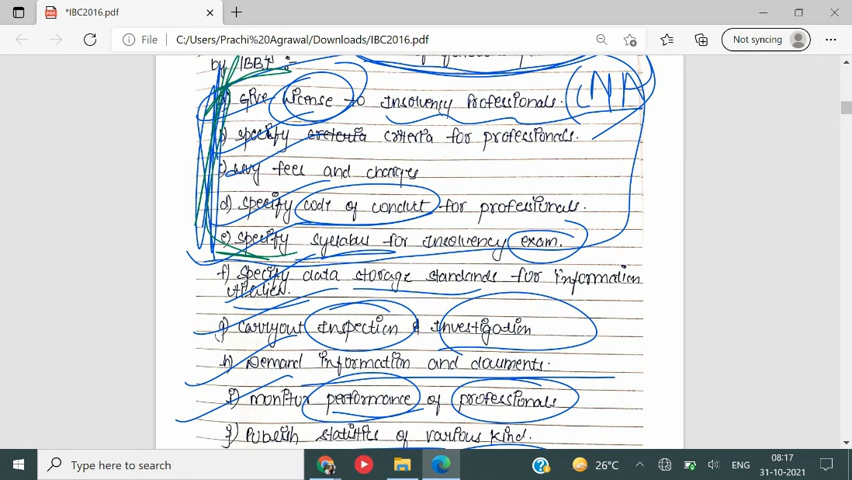 *IBC2016.pdf
File
C:/Users/Prachi%20Agrawal/Downloads/IBC2016.pdf
Not syncing
by IBBI :-
a) Give license to Insolvency Professionals.
b) specify creteria criteria for professionals.
c) levy fees and charges
d) specify code of conduct for professionals.
e) specify syllabus for insolvency exam.
f) specify data storage standends for information
utilities.
g) carryout inspection & investigation
h) Demand information and douments.
i) monitor performance of professionals
j) Publish statistics of various kind.
Type here to search
26°C
ENG
08:17
31-10-2021